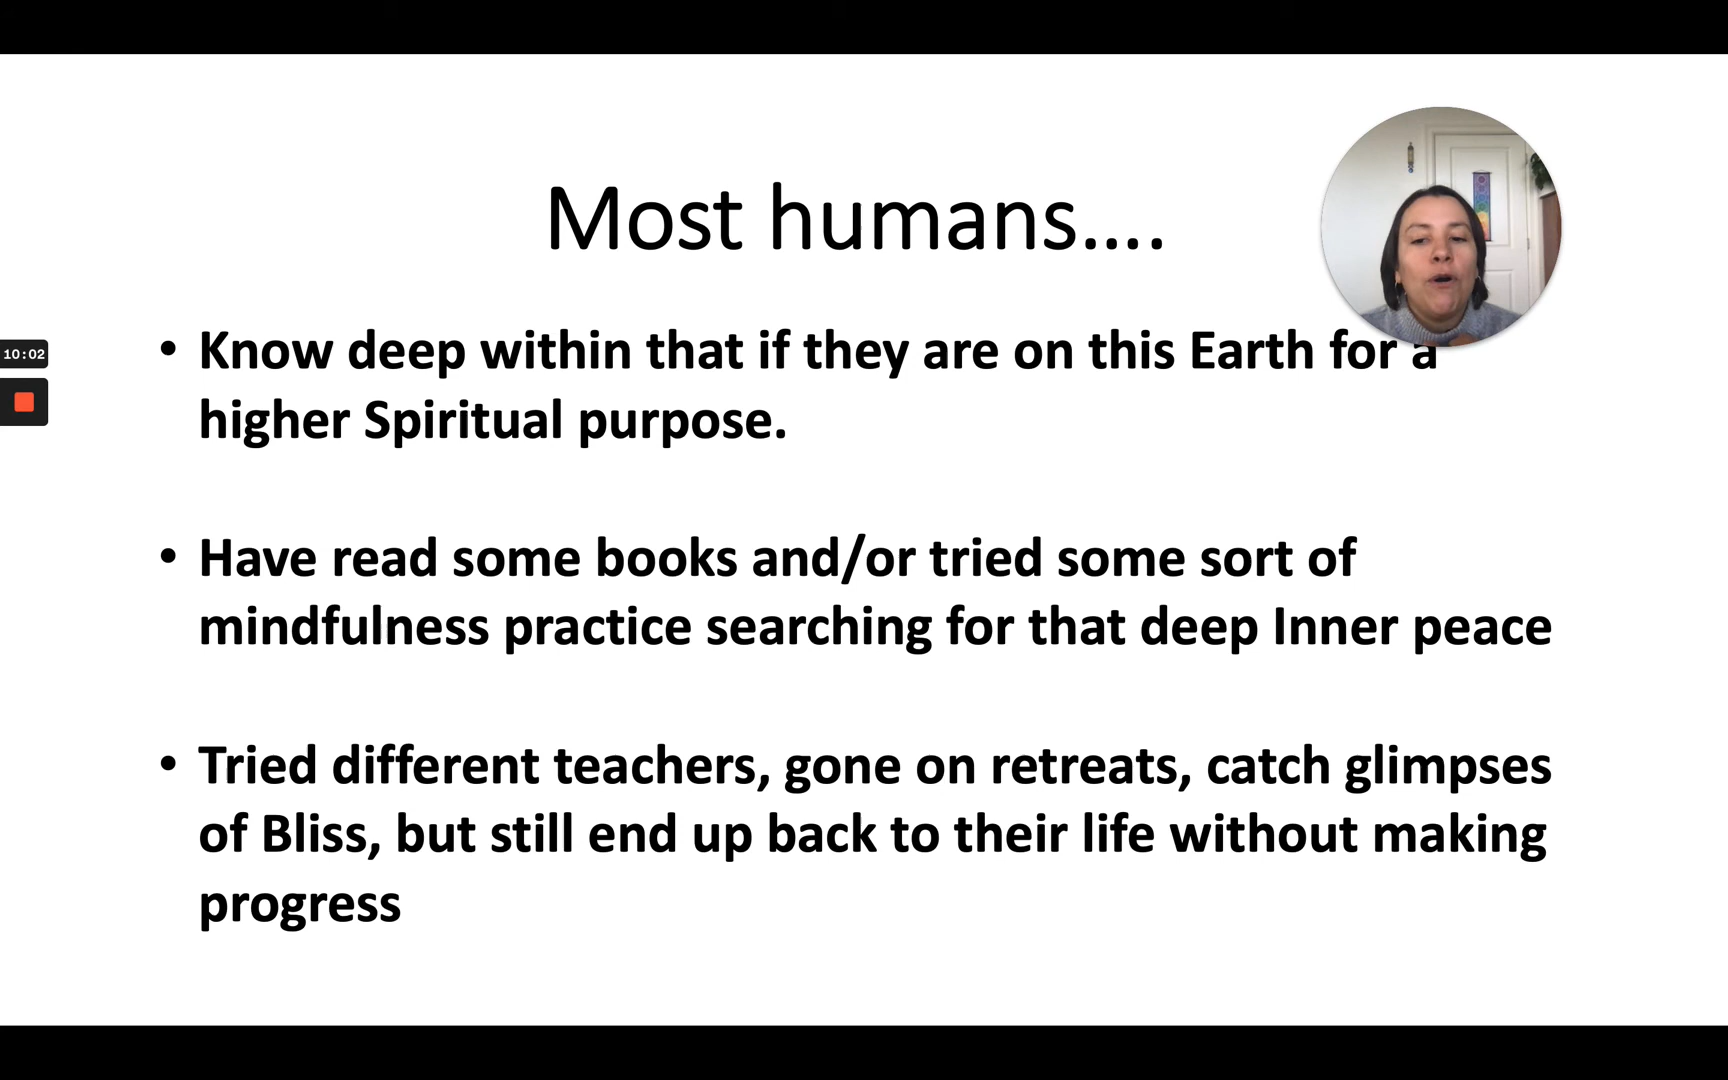 Most humans....
10:02
• Know deep within that if they are on this Earth for a
higher Spiritual purpose.
• Have read some books and/or tried some sort of
mindfulness practice searching for that deep Inner peace
• Tried different teachers, gone on retreats, catch glimpses
of Bliss, but still end up back to their life without making
progress